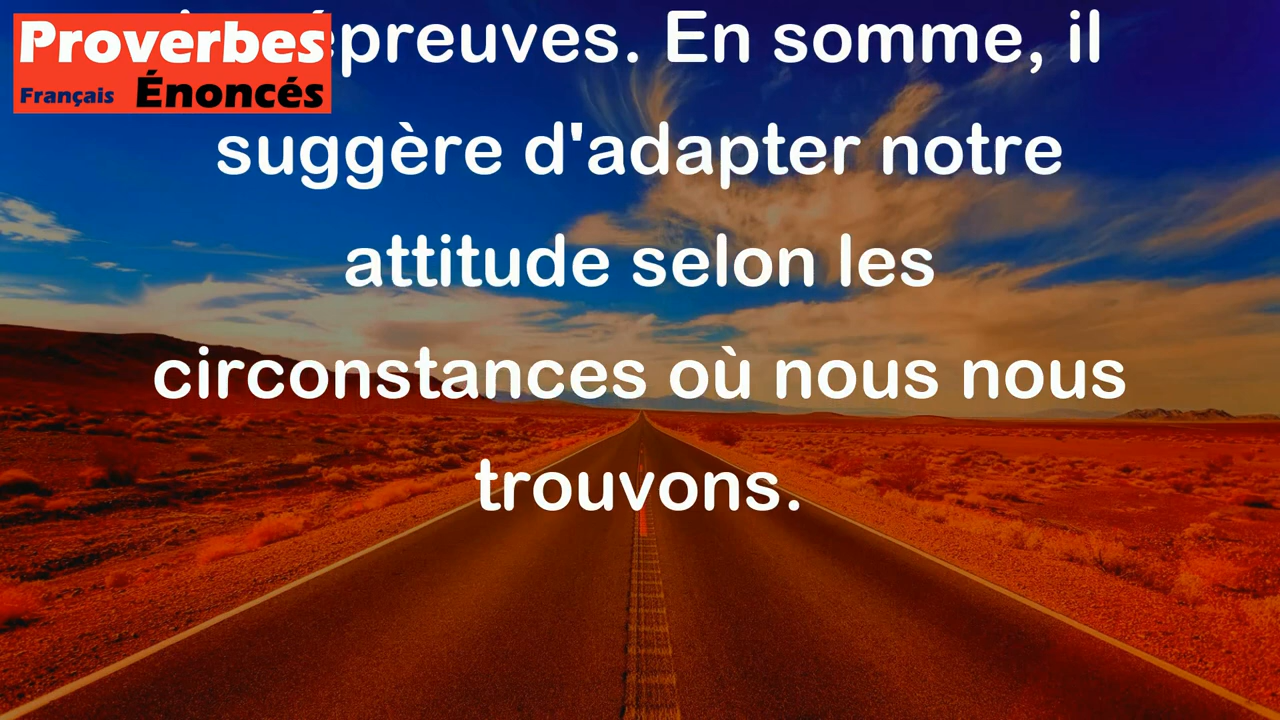 Proverbes
Français Énoncés
épreuves. En somme, il
suggère d'adapter notre
attitude selon les
circonstances où nous nous
trouvons.